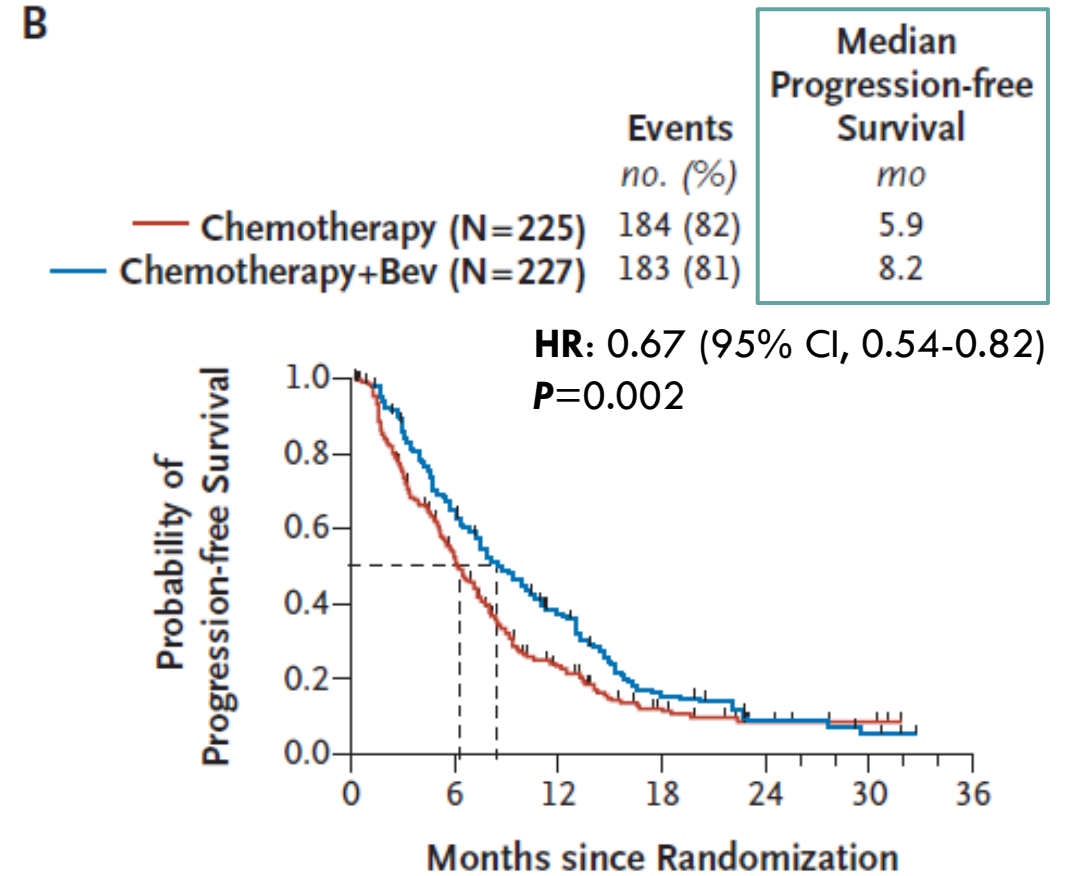 B
Median
Progression-free
Survival
Events
no. (%)
mo
Chemotherapy (N=225) 184 (82) 5.9
Chemotherapy+Bev (N=227) 183 (81) 8.2
HR: 0.67 (95% CI, 0.54-0.82)
P=0.002
Probability of
Progression-free Survival
1.0
0.8
0.6
0.4
0.2
0.0
0 6 12 18 24 30 36
Months since Randomization